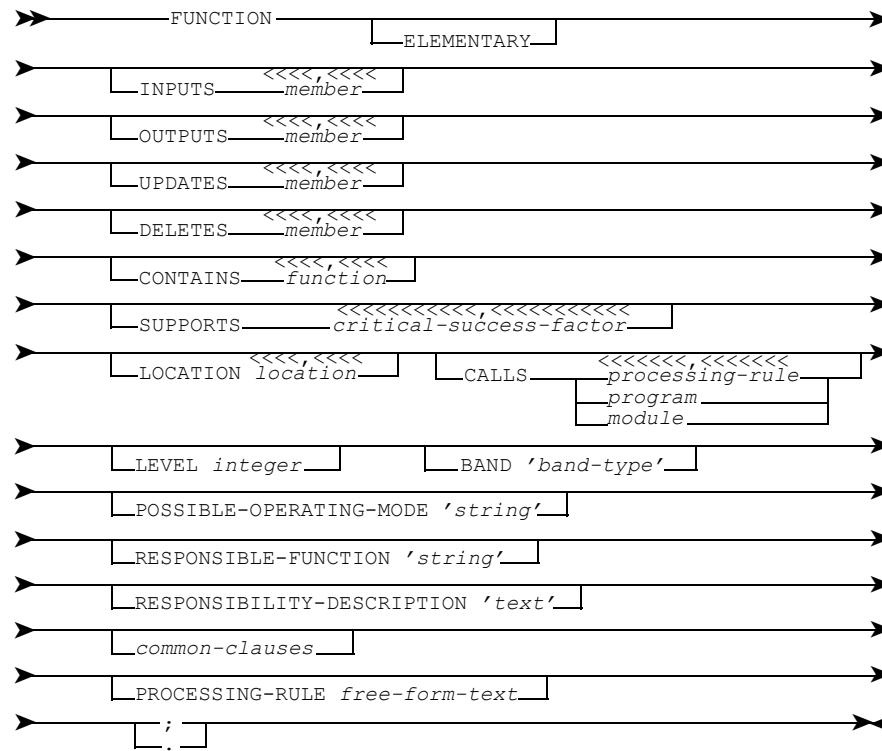 FUNCTION
ELEMENTARY
<<<<,<<<<
INPUTS member
<<<<,<<<<
OUTPUTS member
<<<<,<<<<
UPDATES member
<<<<,<<<<
DELETES member
<<<<,<<<<
CONTAINS function
<<<<<<<<<<<,<<<<<<<<<<<
SUPPORTS critical-success-factor
<<<<,<<<< <<<<<<<,<<<<<<<
LOCATION location CALLS processing-rule
program
module
LEVEL integer BAND 'band-type'
POSSIBLE-OPERATING-MODE 'string'
RESPONSIBLE-FUNCTION 'string'
RESPONSIBILITY-DESCRIPTION 'text'
common-clauses
PROCESSING-RULE free-form-text
;
.